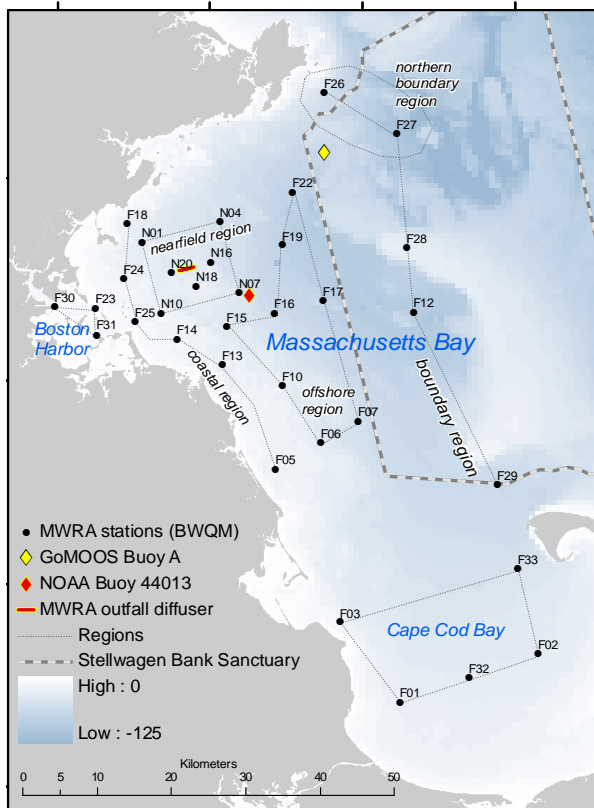 F26
northern
boundary
region
F27
F22
F18
N01
N04
nearfield region
F19
F28
N20
N16
F24
N18
N07
F17
F30
F23
N10
F16
F12
F25
F15
Boston
Harbor
F31
F14
Massachusetts Bay
F13
coastal region
F10
offshore
region
boundary region
F07
F06
F05
F29
MWRA stations (BWQM)
GoMOOS Buoy A
NOAA Buoy 44013
MWRA outfall diffuser
Regions
Stellwagen Bank Sanctuary
High : 0
Low : -125
F33
F03
Cape Cod Bay
F02
F32
F01
Kilometers
0 10 20 30 40 50